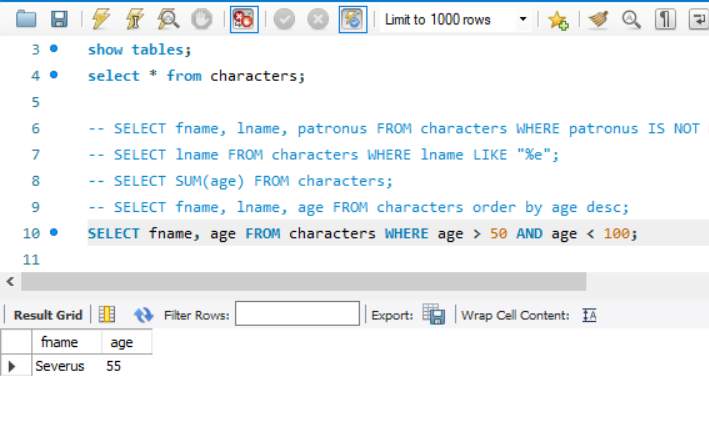 Limit to 1000 rows
3 show tables;
4 select * from characters;
5
6 -- SELECT fname, lname, patronus FROM characters WHERE patronus IS NOT
7 -- SELECT lname FROM characters WHERE lname LIKE "%e";
8 -- SELECT SUM(age) FROM characters;
9 -- SELECT fname, lname, age FROM characters order by age desc;
10 SELECT fname, age FROM characters WHERE age > 50 AND age < 100;
11
Result Grid Filter Rows: Export: Wrap Cell Content: IA
fname age
Severus 55